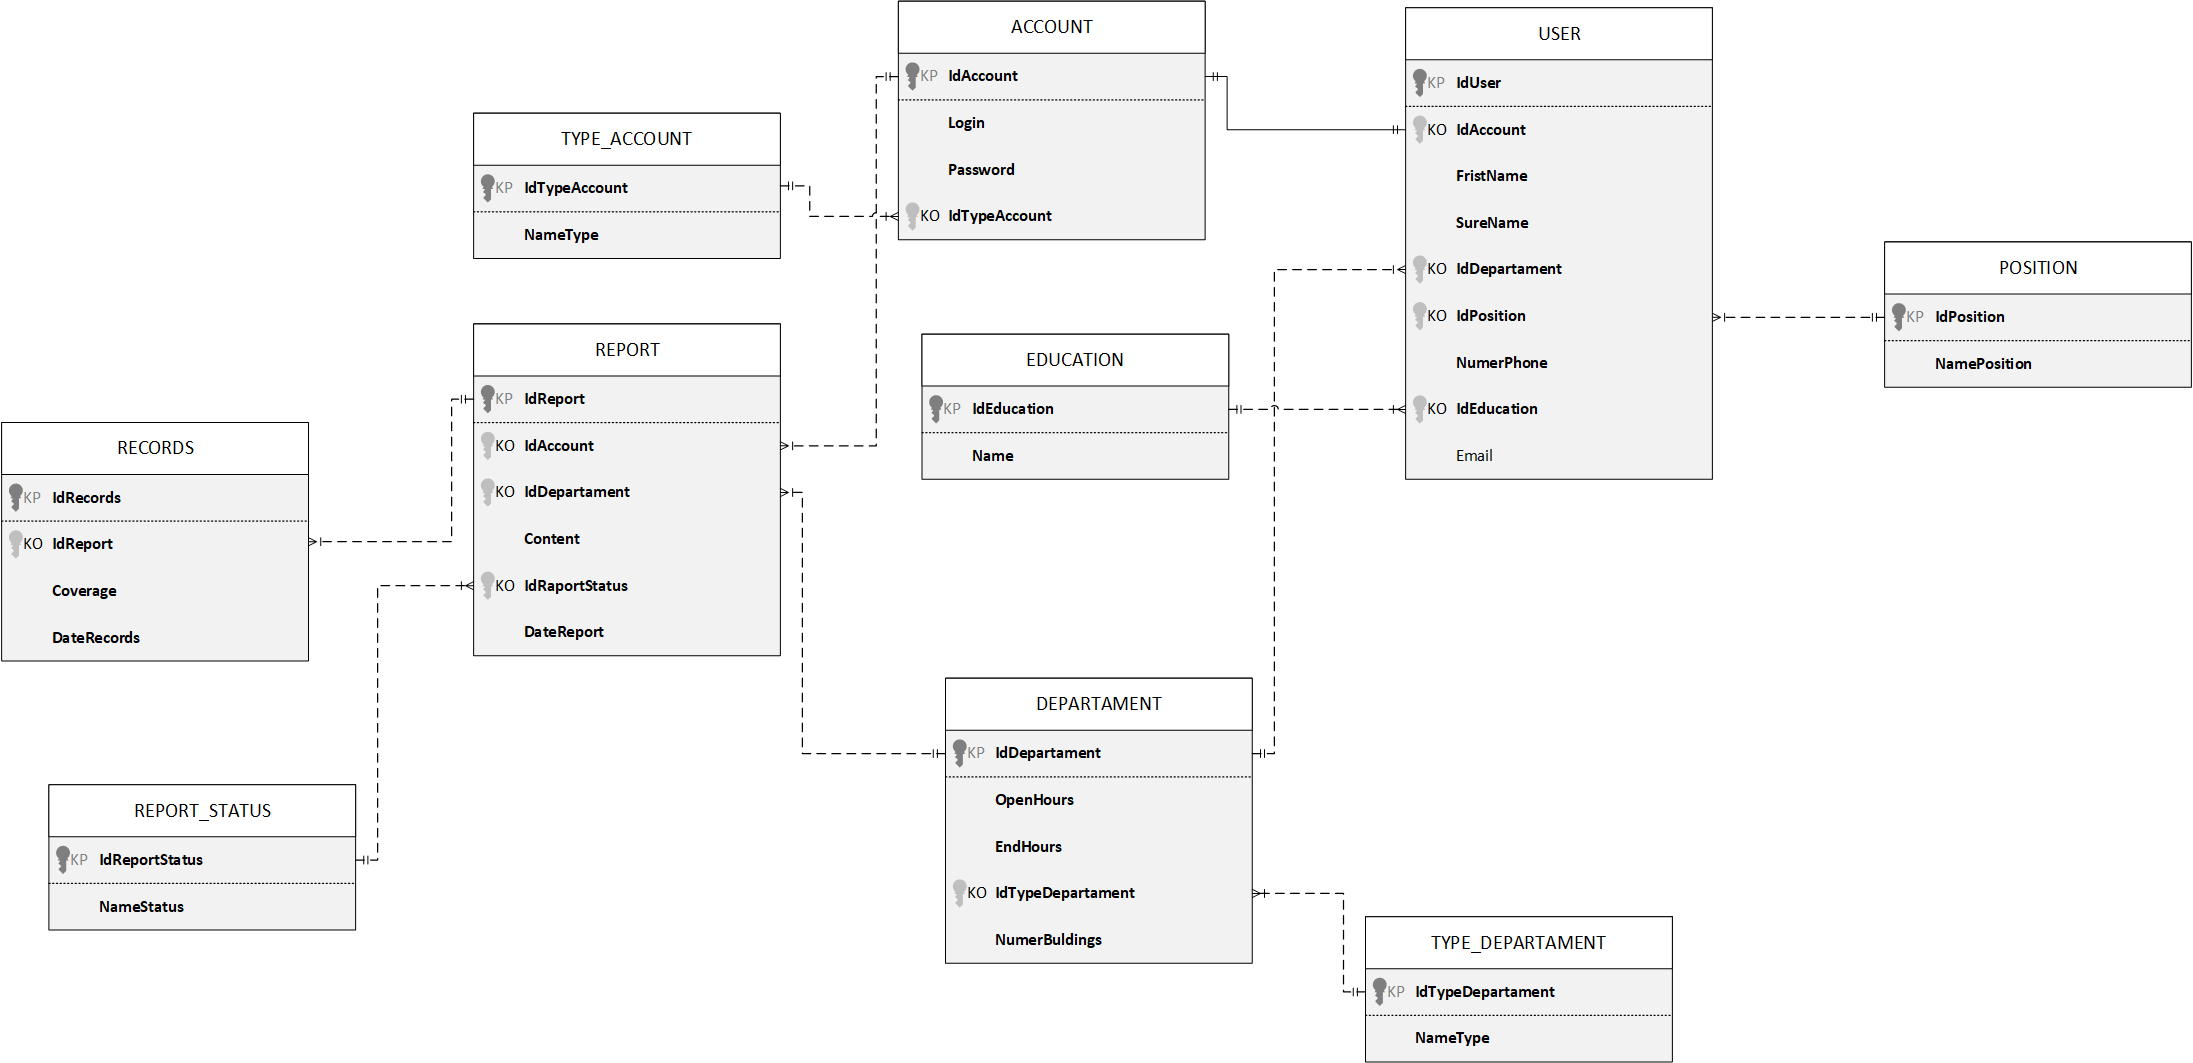 ACCOUNT
KP IdAccount
Login
Password
KO IdTypeAccount
USER
KP IdUser
KO IdAccount
FristName
SureName
KO IdDepartament
KO IdPosition
NumerPhone
KO IdEducation
Email
TYPE_ACCOUNT
KP IdTypeAccount
NameType
POSITION
KP IdPosition
NamePosition
REPORT
KP IdReport
KO IdAccount
KO IdDepartament
Content
KO IdRaportStatus
DateReport
EDUCATION
KP IdEducation
Name
RECORDS
KP IdRecords
KO IdReport
Coverage
DateRecords
DEPARTAMENT
KP IdDepartament
OpenHours
EndHours
KO IdTypeDepartament
NumerBuldings
REPORT_STATUS
KP IdReportStatus
NameStatus
TYPE_DEPARTAMENT
KP IdTypeDepartament
NameType